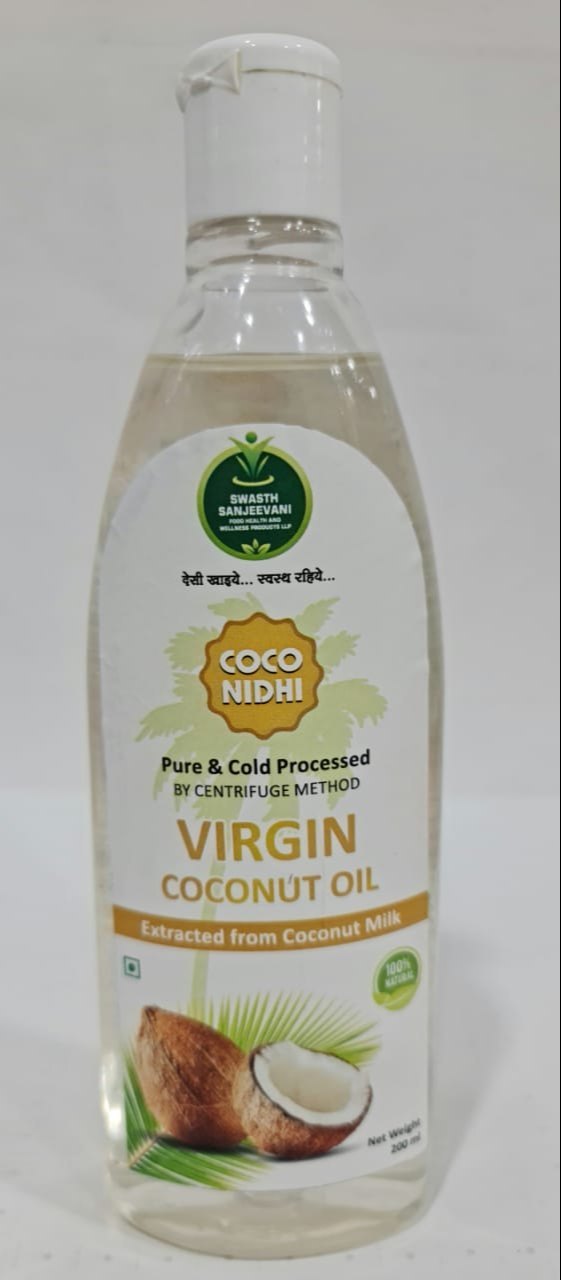 SWASTH
SANJEEVANI
FOOD HEALTH AND
WELLNESS PRODUCTS LLP
देसी खाइये... स्वस्थ रहिये...
COCO
NIDHI
Pure & Cold Processed
BY CENTRIFUGE METHOD
VIRGIN
COCONUT OIL
Extracted from Coconut Milk
100%
NATURAL
Net Weight
200 ml